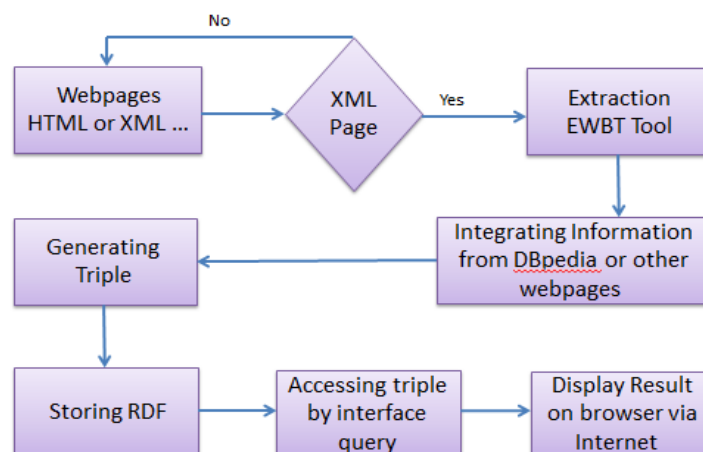 No
Webpages
HTML or XML ...
XML
Page
Yes
Extraction
EWBT Tool
Generating
Triple
Integrating Information
from DBpedia or other
webpages
Storing RDF
Accessing triple
by interface
query
Display Result
on browser via
Internet